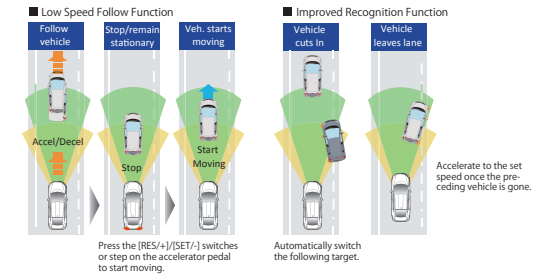 ■ Low Speed Follow Function
Follow
vehicle
Stop/remain
stationary
Veh. starts
moving
Accel/Decel
Stop
Start
Moving
Press the [RES/+]/[SET/-] switches
or step on the accelerator pedal
to start moving.
■ Improved Recognition Function
Vehicle
cuts In
Vehicle
leaves lane
Automatically switch
the following target.
Accelerate to the set
speed once the pre-
ceding vehicle is gone.